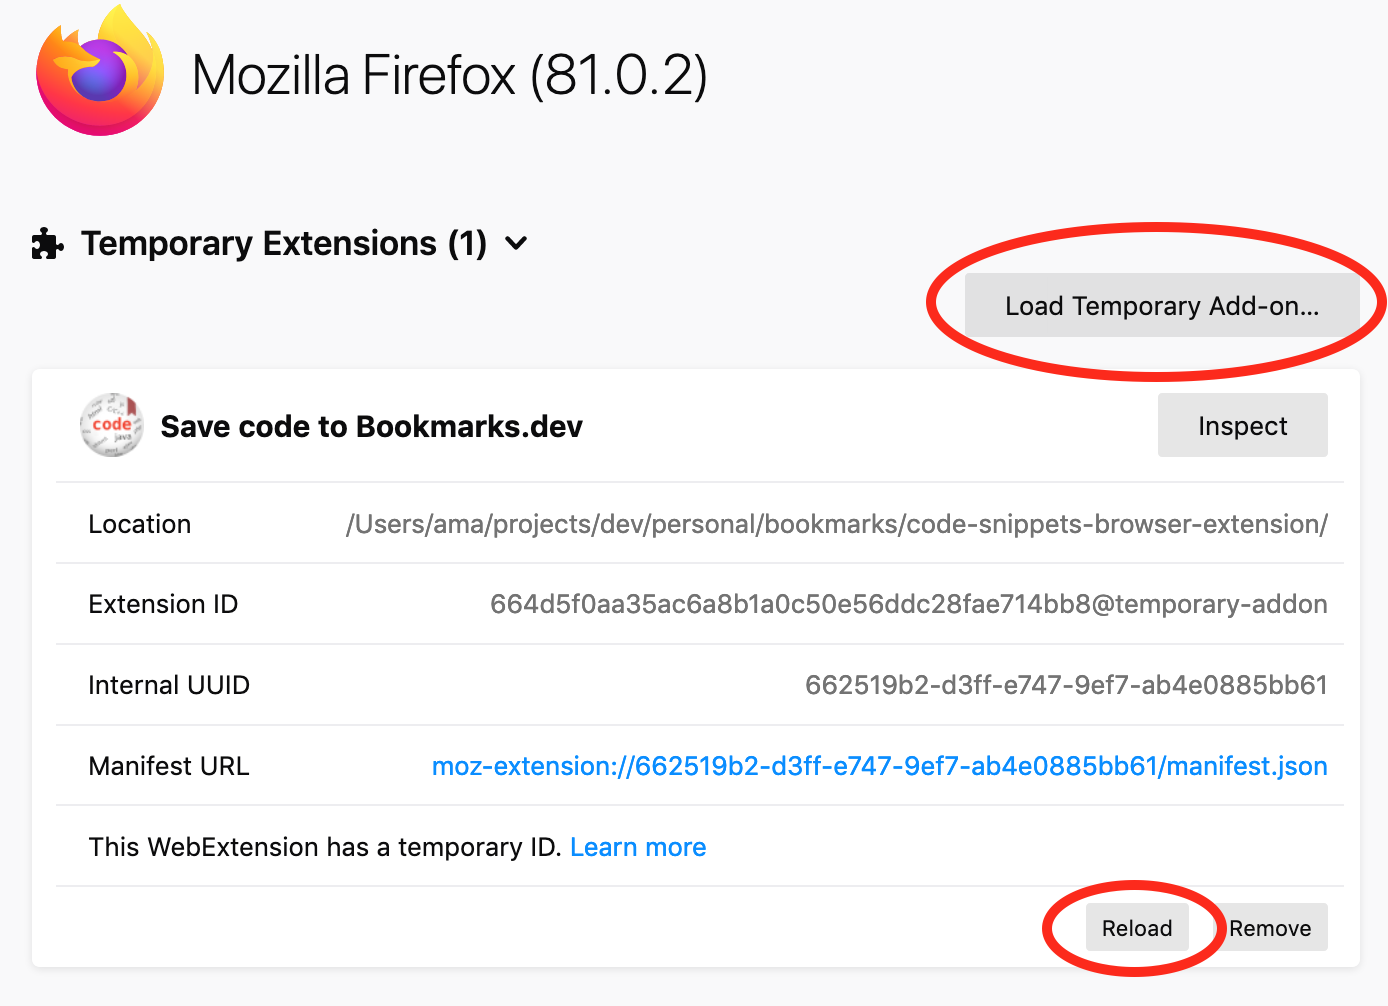 Mozilla Firefox (81.0.2)
Temporary Extensions (1)
Load Temporary Add-on...
code
java
html
C/C++
Save code to Bookmarks.dev
Inspect
Location /Users/ama/projects/dev/personal/bookmarks/code-snippets-browser-extension/
Extension ID 664d5f0aa35ac6a8b1a0c50e56ddc28fae714bb8@temporary-addon
Internal UUID 662519b2-d3ff-e747-9ef7-ab4e0885bb61
Manifest URL moz-extension://662519b2-d3ff-e747-9ef7-ab4e0885bb61/manifest.json
This WebExtension has a temporary ID. Learn more
Reload Remove